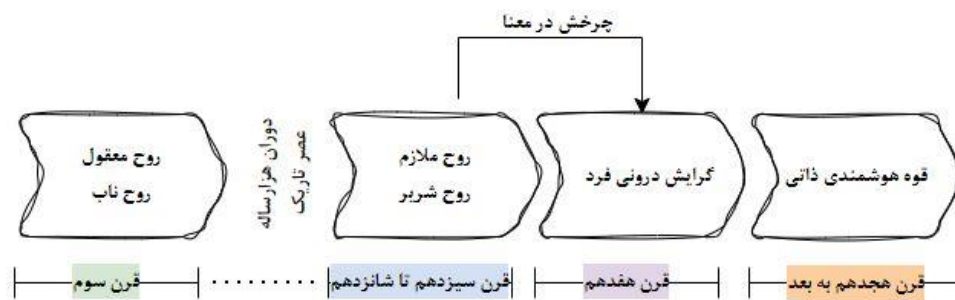 چرخش در معنا
روح معقول
روح ناب
دوران هزارساله
عصر تاریک
روح ملازم
روح شریر
گرایش درونی فرد
قوه هوشمندی ذاتی
قرن سوم
قرن سیزدهم تا شانزدهم
قرن هفدهم
قرن هجدهم به بعد